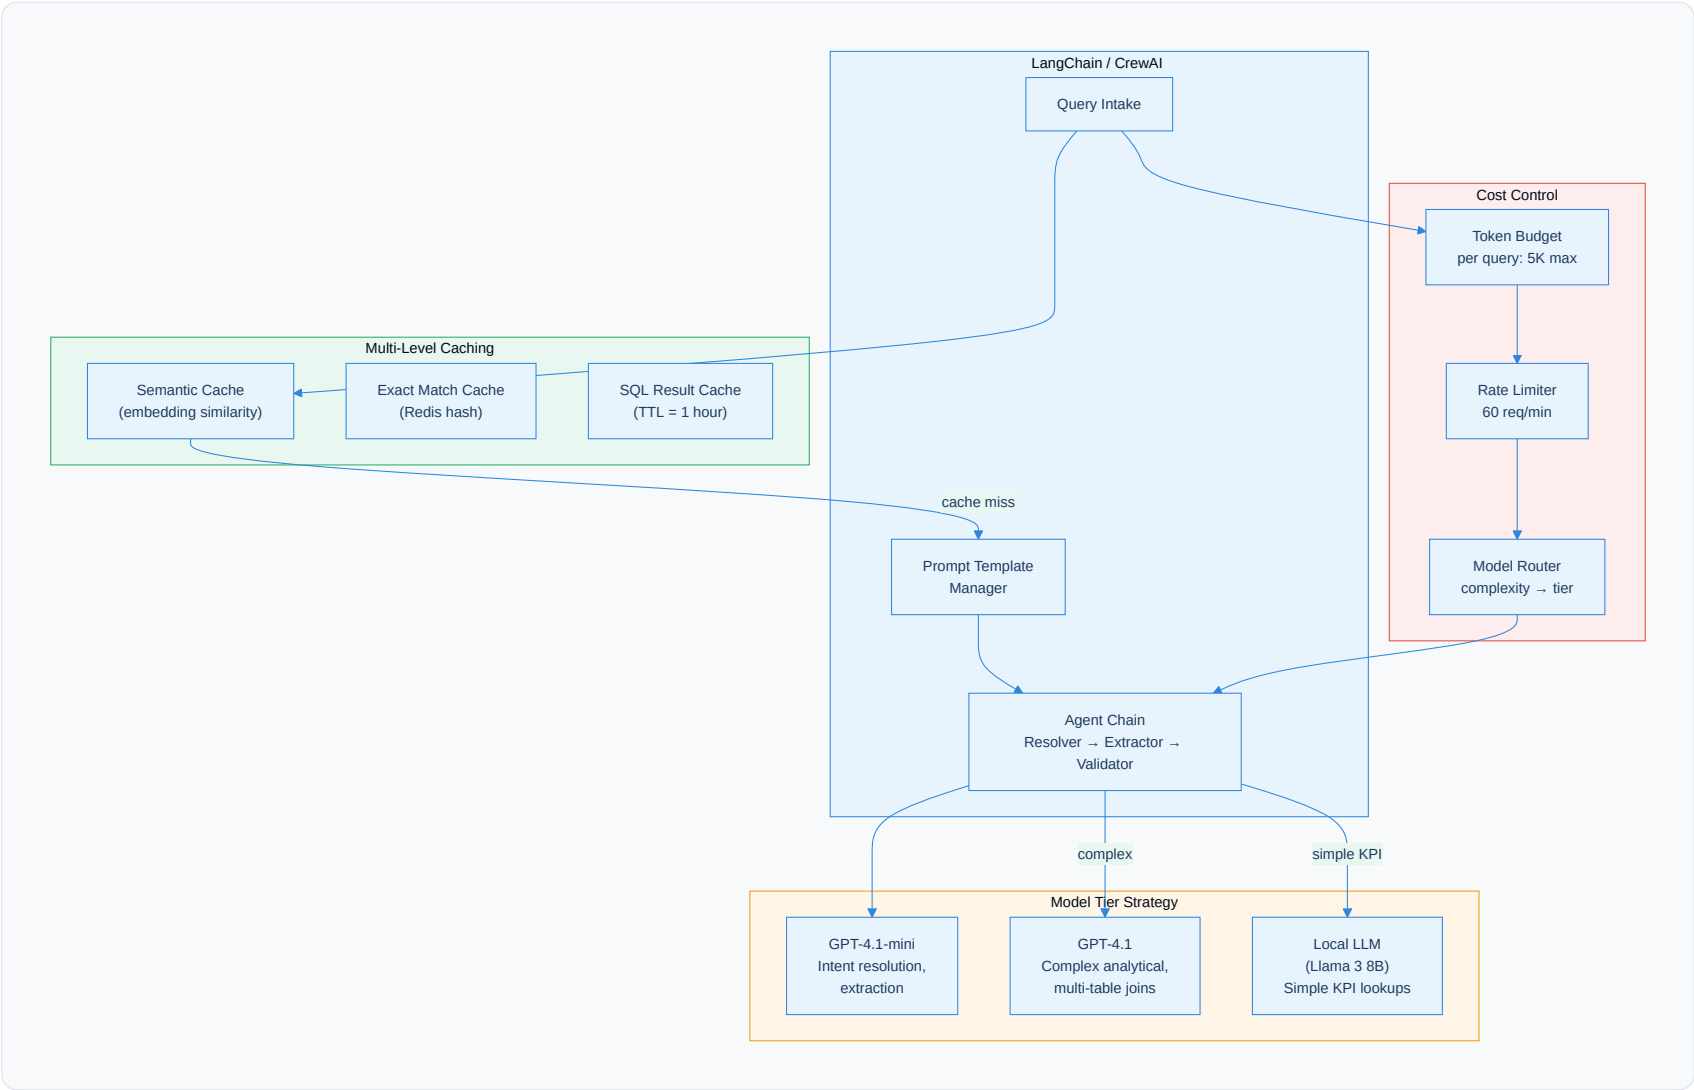 LangChain / CrewAI
Query Intake
Cost Control
Token Budget
per query: 5K max
Multi-Level Caching
Semantic Cache
(embedding similarity)
Exact Match Cache
(Redis hash)
SQL Result Cache
(TTL = 1 hour)
Rate Limiter
60 req/min
cache miss
Prompt Template
Manager
Model Router
complexity → tier
Agent Chain
Resolver → Extractor →
Validator
complex
simple KPI
Model Tier Strategy
GPT-4.1-mini
Intent resolution,
extraction
GPT-4.1
Complex analytical,
multi-table joins
Local LLM
(Llama 3 8B)
Simple KPI lookups